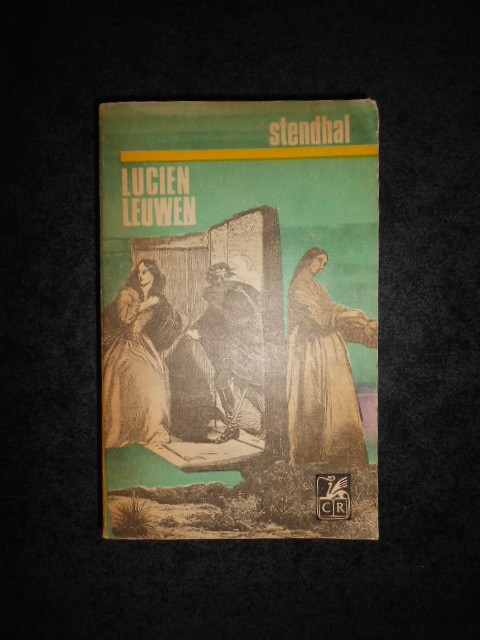 stendhal
LUCIEN
LEUWEN
CR